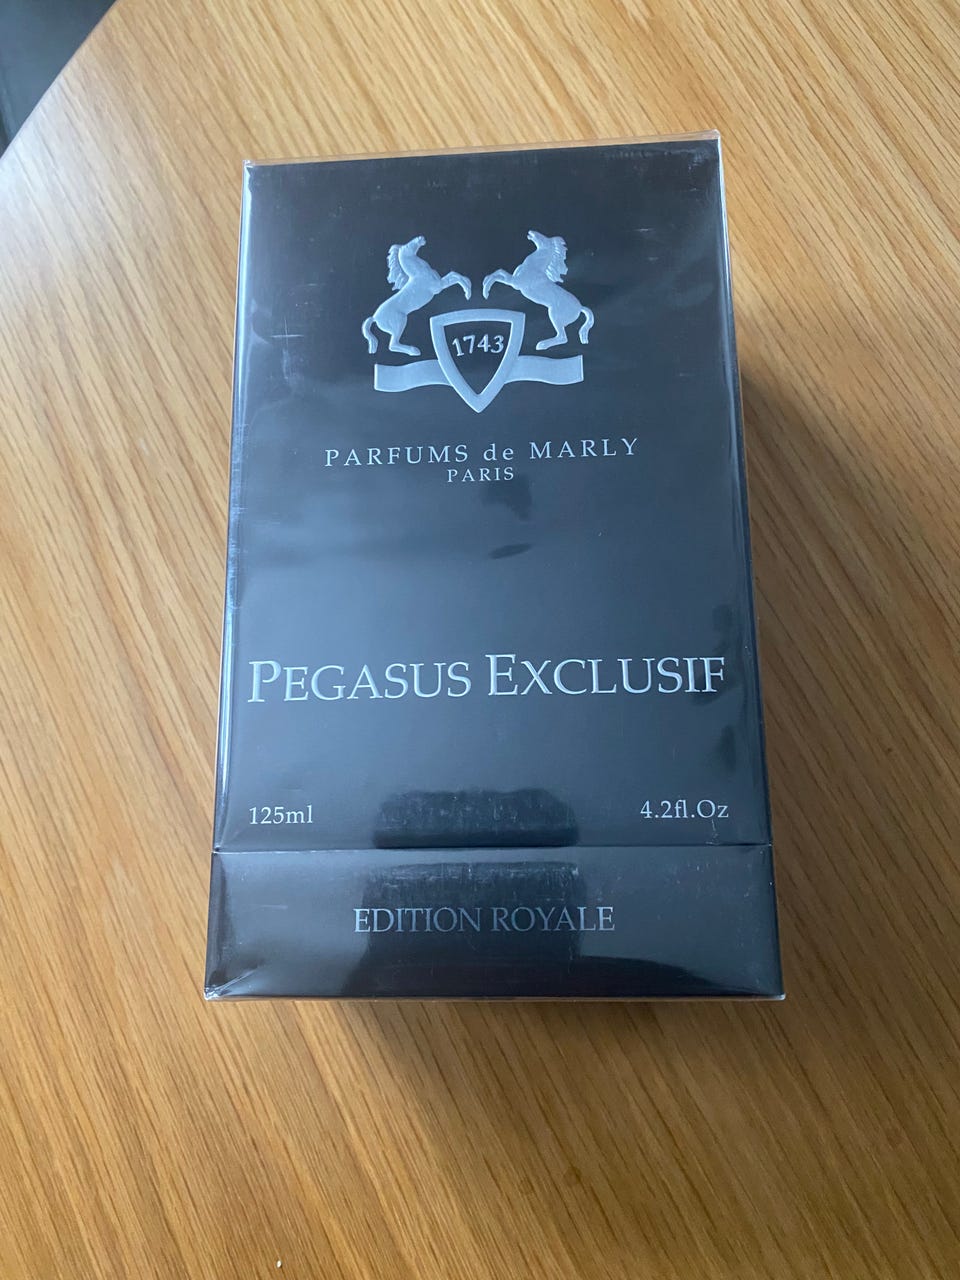 1743
PARFUMS de MARLY
PARIS
PEGASUS EXCLUSIF
125ml 4.2fl.Oz
EDITION ROYALE